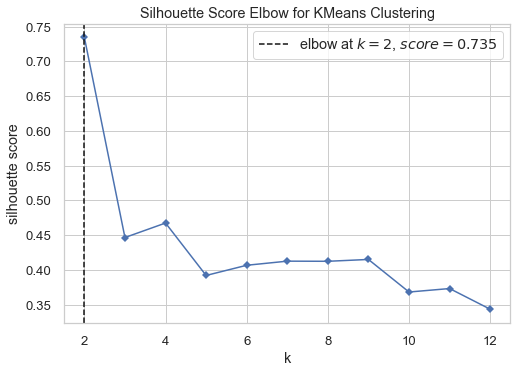 Silhouette Score Elbow for KMeans Clustering
elbow at k = 2, score = 0.735
silhouette score
0.75
0.70
0.65
0.60
0.55
0.50
0.45
0.40
0.35
2 4 6 8 10 12
k